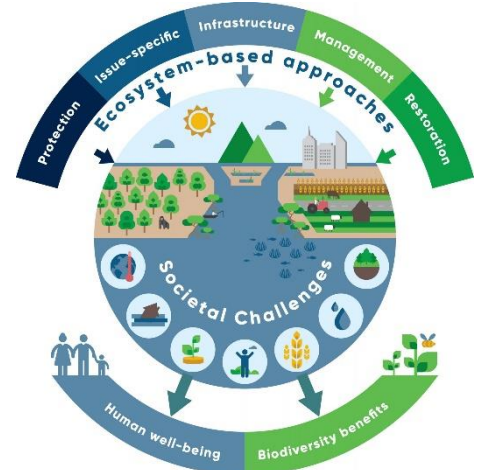 Protection
Issue-specific
Infrastructure
Management
Restoration
Ecosystem-based approaches
Societal Challenges
Human well-being
Biodiversity benefits